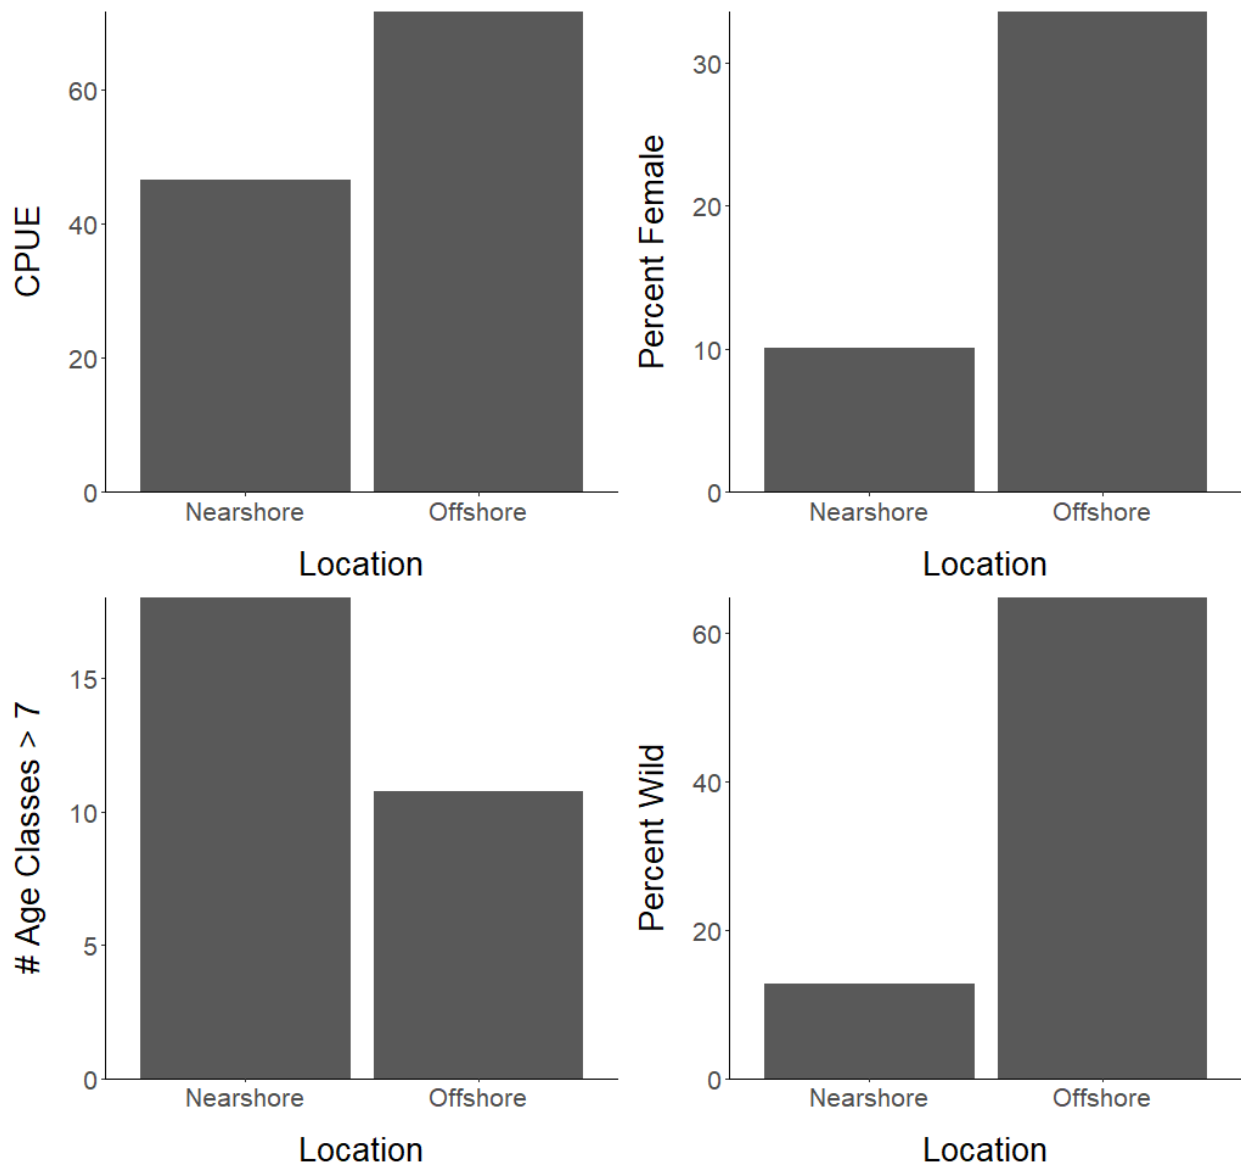 CPUE
60
40
20
0
Nearshore Offshore
Location
Percent Female
30
20
10
0
Nearshore Offshore
Location
# Age Classes > 7
15
10
5
0
Nearshore Offshore
Location
Percent Wild
60
40
20
0
Nearshore Offshore
Location